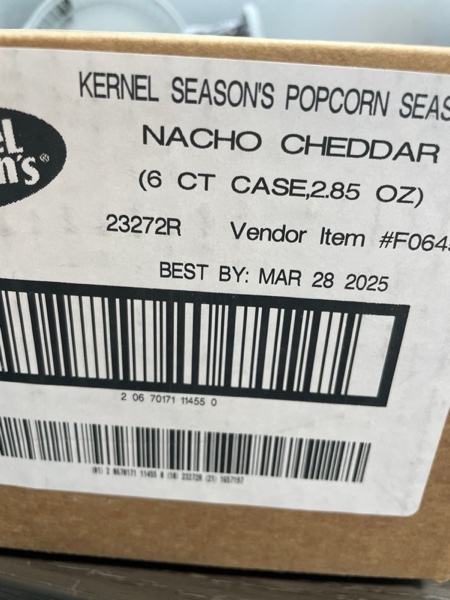 KERNEL SEASON'S POPCORN SEAS
NACHO CHEDDAR
(6 CT CASE,2.85 OZ)
23272R Vendor Item #F064
BEST BY: MAR 28 2025
2 06 70171 11455 0